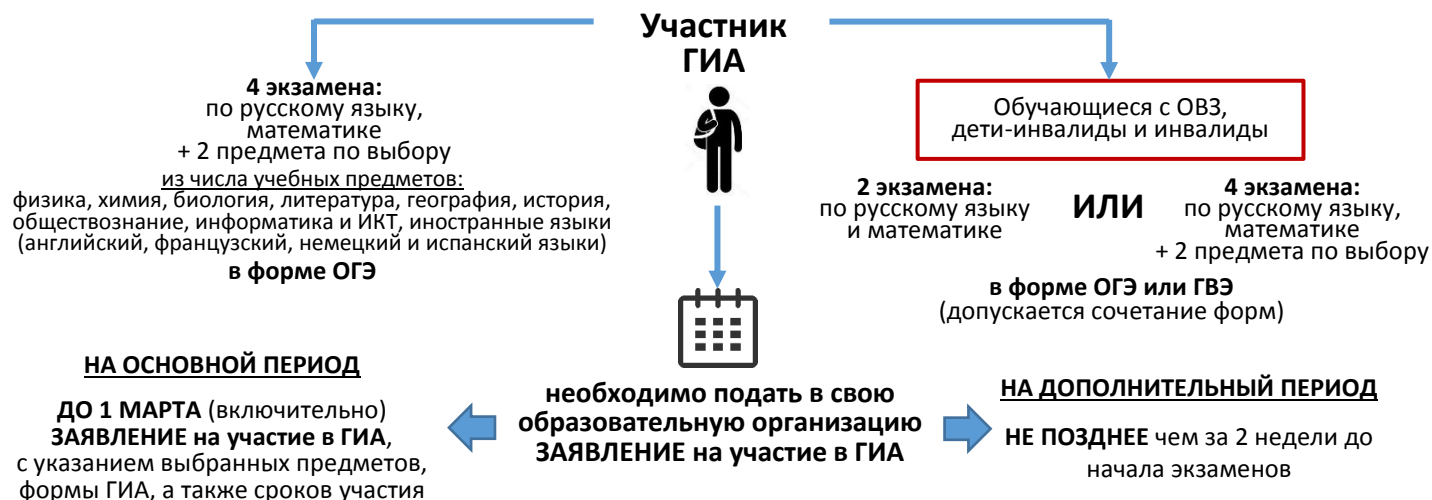 Участник
ГИА
4 экзамена:
по русскому языку,
математике
+ 2 предмета по выбору
из числа учебных предметов:
физика, химия, биология, литература, география, история,
обществознание, информатика и ИКТ, иностранные языки
(английский, французский, немецкий и испанский языки)
в форме ОГЭ
Обучающиеся с ОВЗ,
дети-инвалиды и инвалиды
2 экзамена:
по русскому языку
и математике
ИЛИ
4 экзамена:
по русскому языку,
математике
+ 2 предмета по выбору
в форме ОГЭ или ГВЭ
(допускается сочетание форм)
НА ОСНОВНОЙ ПЕРИОД
ДО 1 МАРТА (включительно)
ЗАЯВЛЕНИЕ на участие в ГИА,
с указанием выбранных предметов,
формы ГИА, а также сроков участия
необходимо подать в свою
образовательную организацию
ЗАЯВЛЕНИЕ на участие в ГИА
НА ДОПОЛНИТЕЛЬНЫЙ ПЕРИОД
НЕ ПОЗДНЕЕ чем за 2 недели до
начала экзаменов